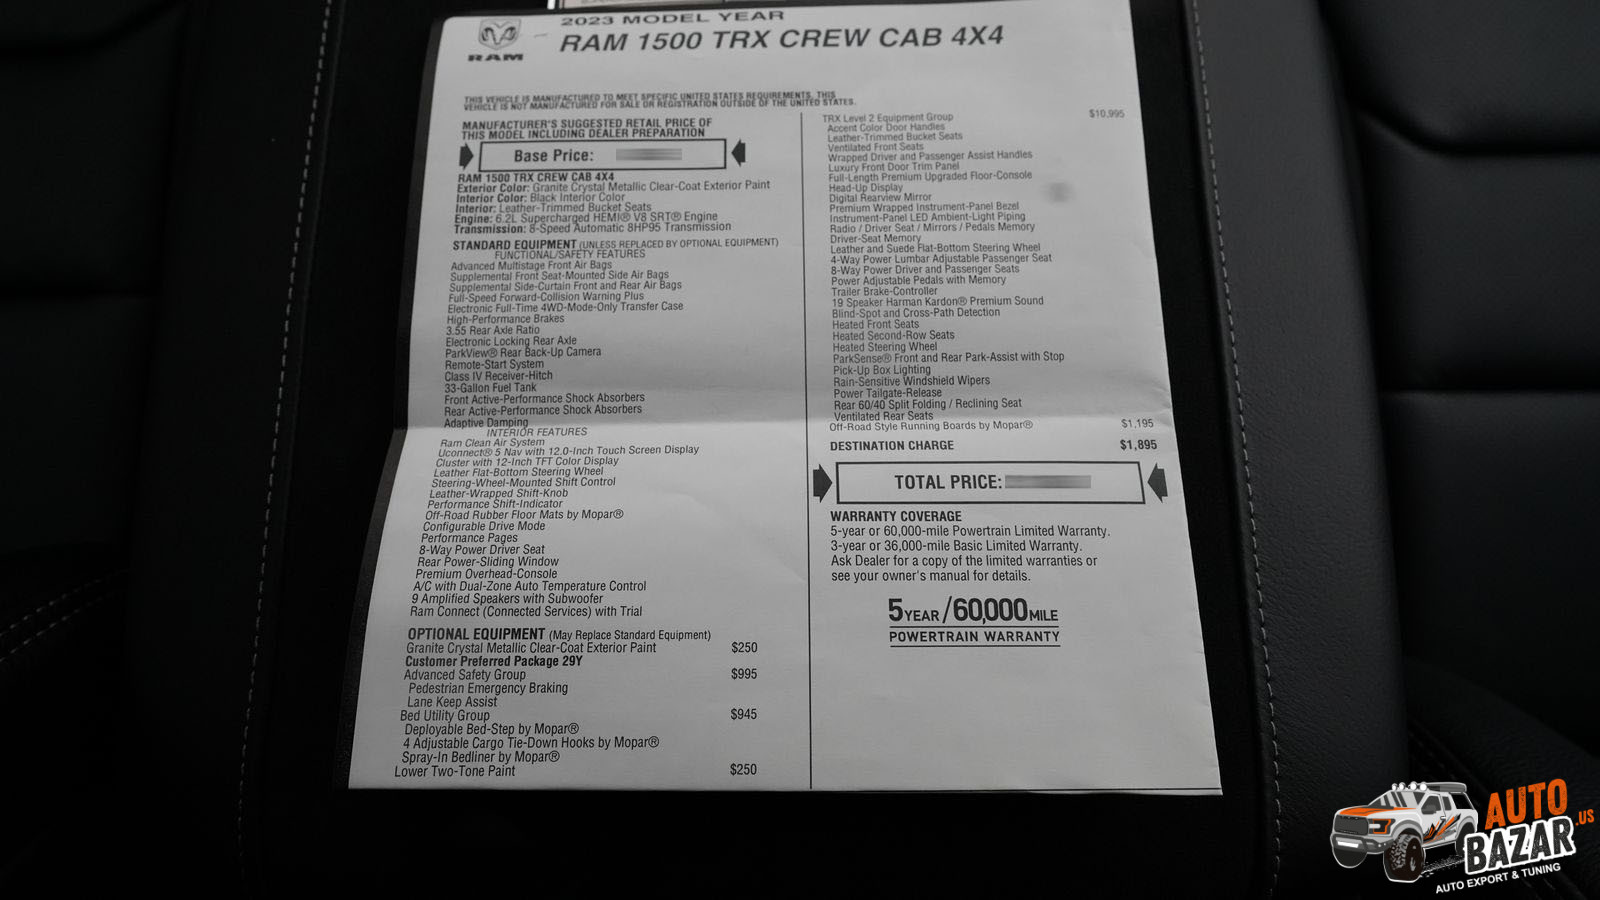 RAM
2023 MODEL YEAR
RAM 1500 TRX CREW CAB 4X4
THIS VEHICLE IS MANUFACTURED TO MEET SPECIFIC UNITED STATES REQUIREMENTS. THIS
VEHICLE IS NOT MANUFACTURED FOR SALE OR REGISTRATION OUTSIDE OF THE UNITED STATES.
MANUFACTURER'S SUGGESTED RETAIL PRICE OF
THIS MODEL INCLUDING DEALER PREPARATION
Base Price:
RAM 1500 TRX CREW CAB 4X4
Exterior Color: Granite Crystal Metallic Clear-Coat Exterior Paint
Interior Color: Black Interior Color
Interior: Leather-Trimmed Bucket Seats
Engine: 6.2L Supercharged HEMI® V8 SRT® Engine
Transmission: 8-Speed Automatic 8HP95 Transmission
STANDARD EQUIPMENT (UNLESS REPLACED BY OPTIONAL EQUIPMENT)
FUNCTIONAL/SAFETY FEATURES
Advanced Multistage Front Air Bags
Supplemental Front Seat-Mounted Side Air Bags
Supplemental Side-Curtain Front and Rear Air Bags
Full-Speed Forward-Collision Warning Plus
Electronic Full-Time 4WD-Mode-Only Transfer Case
High-Performance Brakes
3.55 Rear Axle Ratio
Electronic Locking Rear Axle
ParkView® Rear Back-Up Camera
Remote-Start System
Class IV Receiver-Hitch
33-Gallon Fuel Tank
Front Active-Performance Shock Absorbers
Rear Active-Performance Shock Absorbers
Adaptive Damping
INTERIOR FEATURES
Ram Clean Air System
Uconnect® 5 Nav with 12.0-Inch Touch Screen Display
Cluster with 12-Inch TFT Color Display
Leather Flat-Bottom Steering Wheel
Steering-Wheel-Mounted Shift Control
Leather-Wrapped Shift-Knob
Performance Shift-Indicator
Off-Road Rubber Floor Mats by Mopar®
Configurable Drive Mode
Performance Pages
8-Way Power Driver Seat
Rear Power-Sliding Window
Premium Overhead-Console
A/C with Dual-Zone Auto Temperature Control
9 Amplified Speakers with Subwoofer
Ram Connect (Connected Services) with Trial
OPTIONAL EQUIPMENT (May Replace Standard Equipment)
Granite Crystal Metallic Clear-Coat Exterior Paint $250
Customer Preferred Package 29Y
Advanced Safety Group $995
Pedestrian Emergency Braking
Lane Keep Assist
Bed Utility Group $945
Deployable Bed-Step by Mopar®
4 Adjustable Cargo Tie-Down Hooks by Mopar®
Spray-In Bedliner by Mopar®
Lower Two-Tone Paint $250
TRX Level 2 Equipment Group $10,995
Accent Color Door Handles
Leather-Trimmed Bucket Seats
Ventilated Front Seats
Wrapped Driver and Passenger Assist Handles
Luxury Front Door Trim Panel
Full-Length Premium Upgraded Floor-Console
Head-Up Display
Digital Rearview Mirror
Premium Wrapped Instrument-Panel Bezel
Instrument-Panel LED Ambient-Light Piping
Radio / Driver Seat / Mirrors / Pedals Memory
Driver-Seat Memory
Leather and Suede Flat-Bottom Steering Wheel
4-Way Power Lumbar Adjustable Passenger Seat
8-Way Power Driver and Passenger Seats
Power Adjustable Pedals with Memory
Trailer Brake-Controller
19 Speaker Harman Kardon® Premium Sound
Blind-Spot and Cross-Path Detection
Heated Front Seats
Heated Second-Row Seats
Heated Steering Wheel
ParkSense® Front and Rear Park-Assist with Stop
Pick-Up Box Lighting
Rain-Sensitive Windshield Wipers
Power Tailgate-Release
Rear 60/40 Split Folding / Reclining Seat
Ventilated Rear Seats
Off-Road Style Running Boards by Mopar® $1,195
DESTINATION CHARGE $1,895
TOTAL PRICE:
WARRANTY COVERAGE
5-year or 60,000-mile Powertrain Limited Warranty.
3-year or 36,000-mile Basic Limited Warranty.
Ask Dealer for a copy of the limited warranties or
see your owner's manual for details.
5 YEAR / 60,000 MILE
POWERTRAIN WARRANTY
AUTO
BAZAR.US
AUTO EXPORT & TUNING